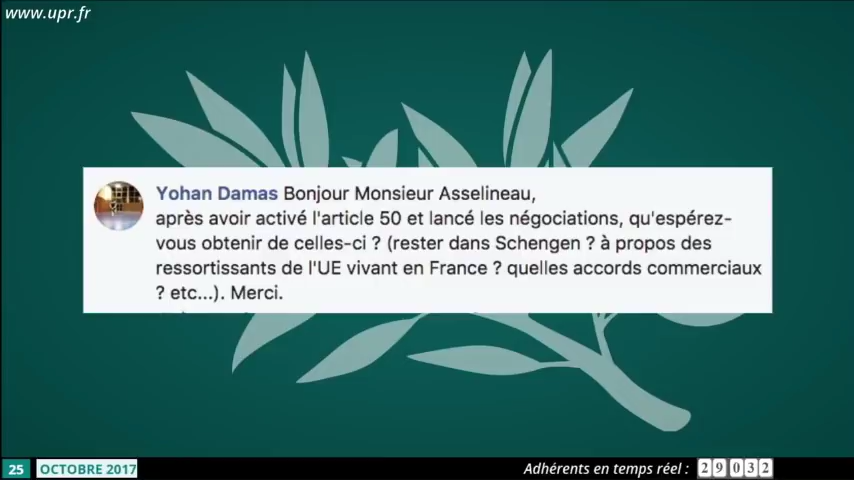 www.upr.fr
Yohan Damas Bonjour Monsieur Asselineau,
après avoir activé l'article 50 et lancé les négociations, qu'espérez-
vous obtenir de celles-ci ? (rester dans Schengen ? à propos des
ressortissants de l'UE vivant en France ? quelles accords commerciaux
? etc...). Merci.
25 OCTOBRE 2017
Adhérents en temps réel : 29032